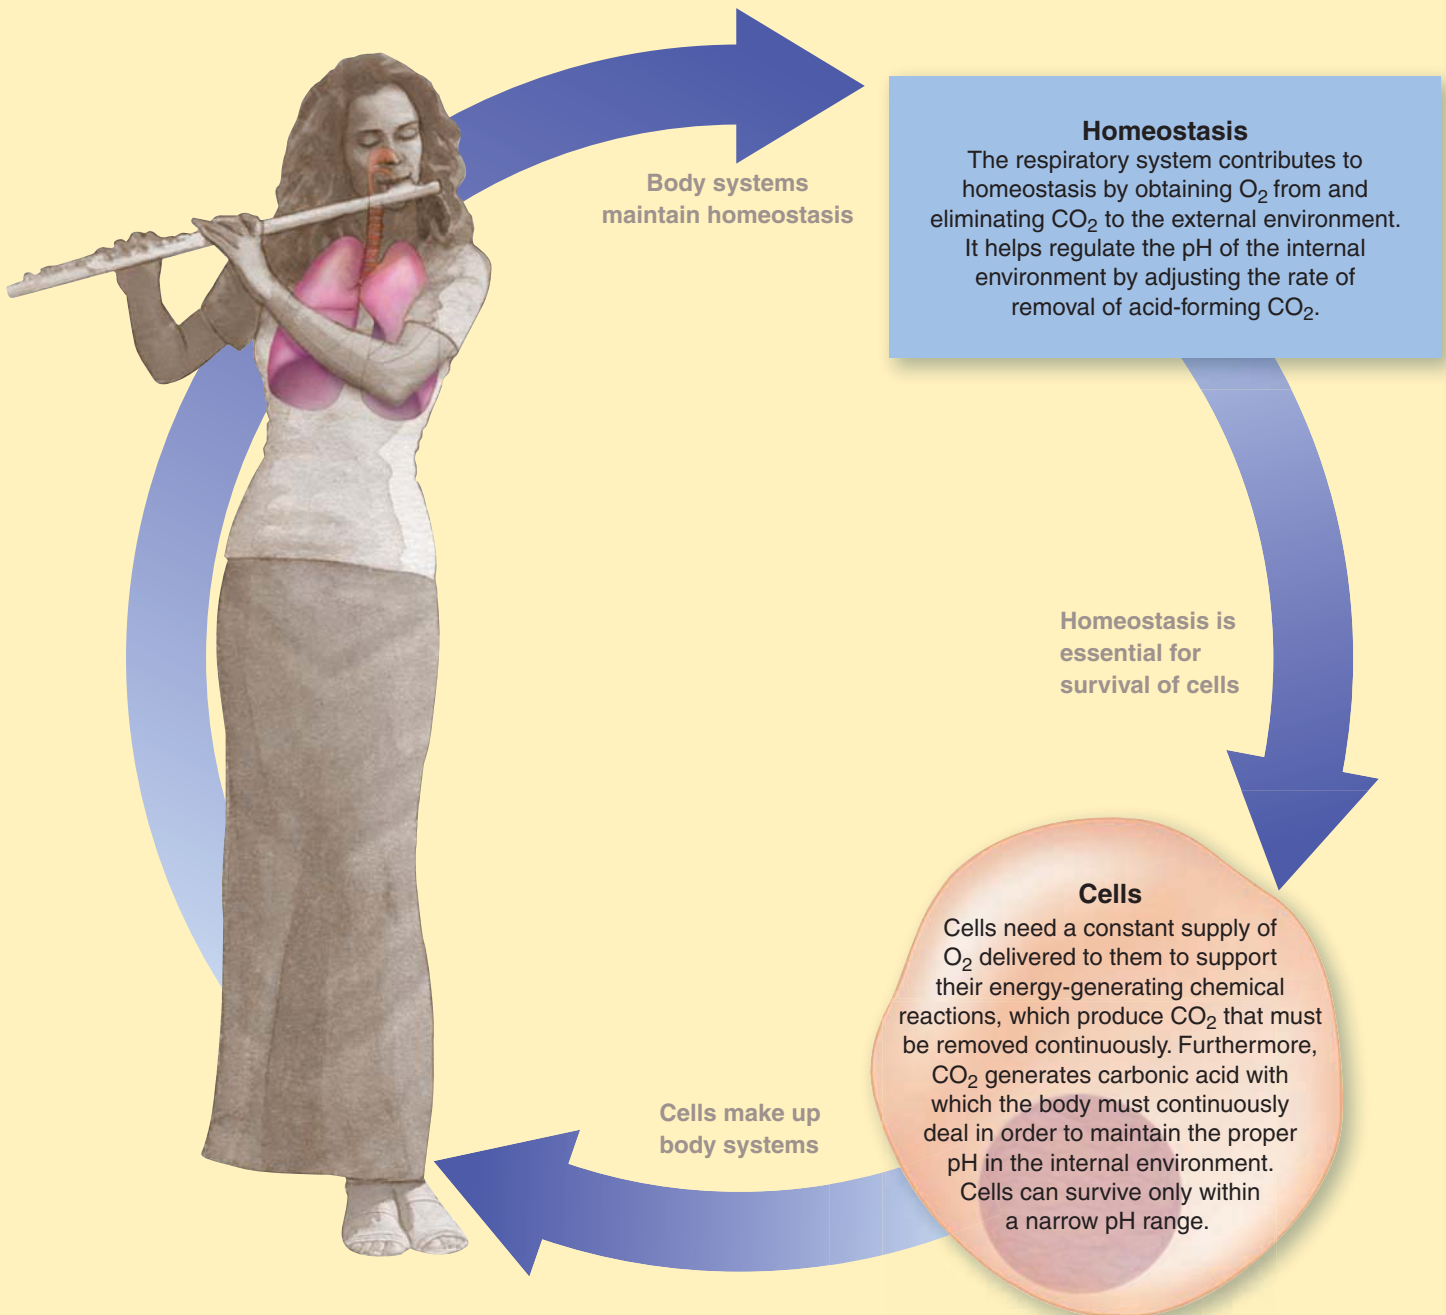 Body systems
maintain homeostasis
Homeostasis
The respiratory system contributes to
homeostasis by obtaining O₂ from and
eliminating CO₂ to the external environment.
It helps regulate the pH of the internal
environment by adjusting the rate of
removal of acid-forming CO₂.
Homeostasis is
essential for
survival of cells
Cells
Cells need a constant supply of
O₂ delivered to them to support
their energy-generating chemical
reactions, which produce CO₂ that must
be removed continuously. Furthermore,
CO₂ generates carbonic acid with
which the body must continuously
deal in order to maintain the proper
pH in the internal environment.
Cells can survive only within
a narrow pH range.
Cells make up
body systems